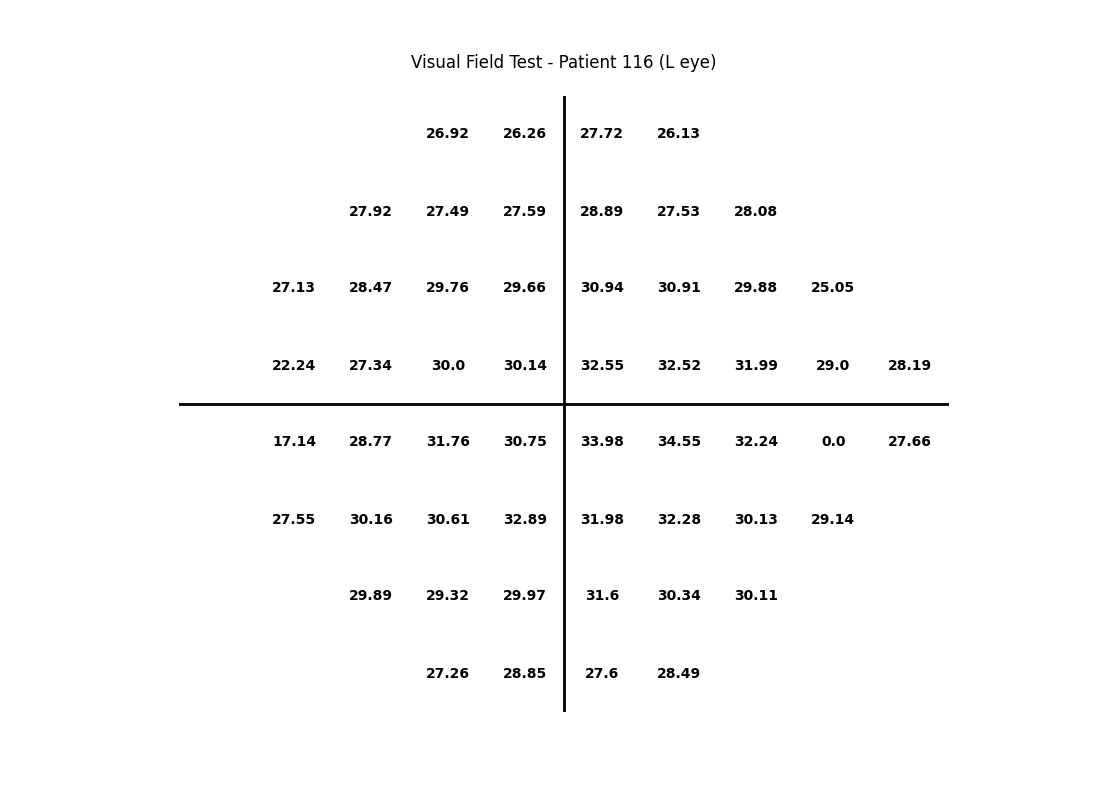 Visual Field Test - Patient 116 (L eye)
26.92 26.26 27.72 26.13
27.92 27.49 27.59 28.89 27.53 28.08
27.13 28.47 29.76 29.66 30.94 30.91 29.88 25.05
22.24 27.34 30.0 30.14 32.55 32.52 31.99 29.0 28.19
17.14 28.77 31.76 30.75 33.98 34.55 32.24 0.0 27.66
27.55 30.16 30.61 32.89 31.98 32.28 30.13 29.14
29.89 29.32 29.97 31.6 30.34 30.11
27.26 28.85 27.6 28.49